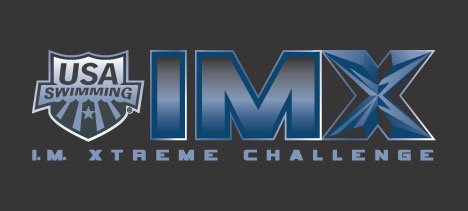 USA
SWIMMING®
IMX
I.M. XTREME CHALLENGE